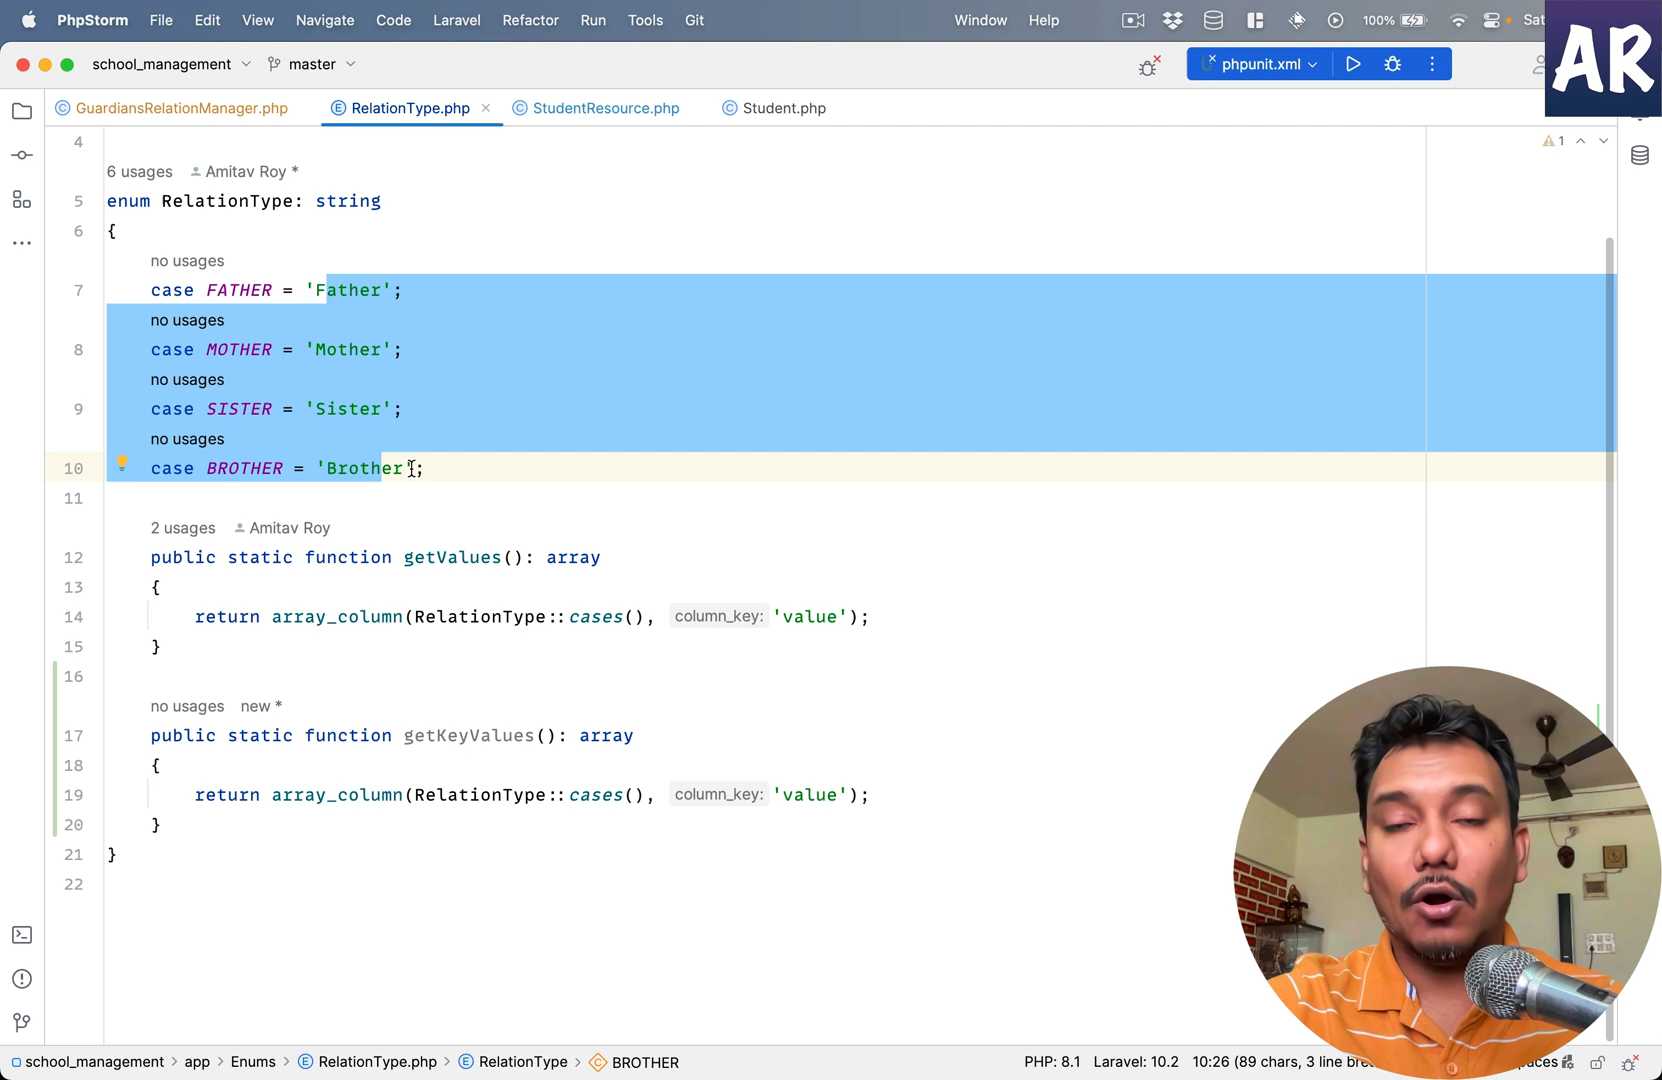 PhpStorm File Edit View Navigate Code Laravel Refactor Run Tools Git Window Help 100% Sat
AR
school_management master phpunit.xml
GuardiansRelationManager.php RelationType.php StudentResource.php Student.php
4
1
6 usages Amitav Roy *
5 enum RelationType: string
6 {
no usages
7 case FATHER = 'Father';
no usages
8 case MOTHER = 'Mother';
no usages
9 case SISTER = 'Sister';
no usages
10 case BROTHER = 'Brother';
11
2 usages Amitav Roy
12 public static function getValues(): array
13 {
14 return array_column(RelationType::cases(), column_key: 'value');
15 }
16
no usages new *
17 public static function getKeyValues(): array
18 {
19 return array_column(RelationType::cases(), column_key: 'value');
20 }
21 }
22
school_management > app > Enums > RelationType.php > RelationType > BROTHER PHP: 8.1 Laravel: 10.2 10:26 (89 chars, 3 line